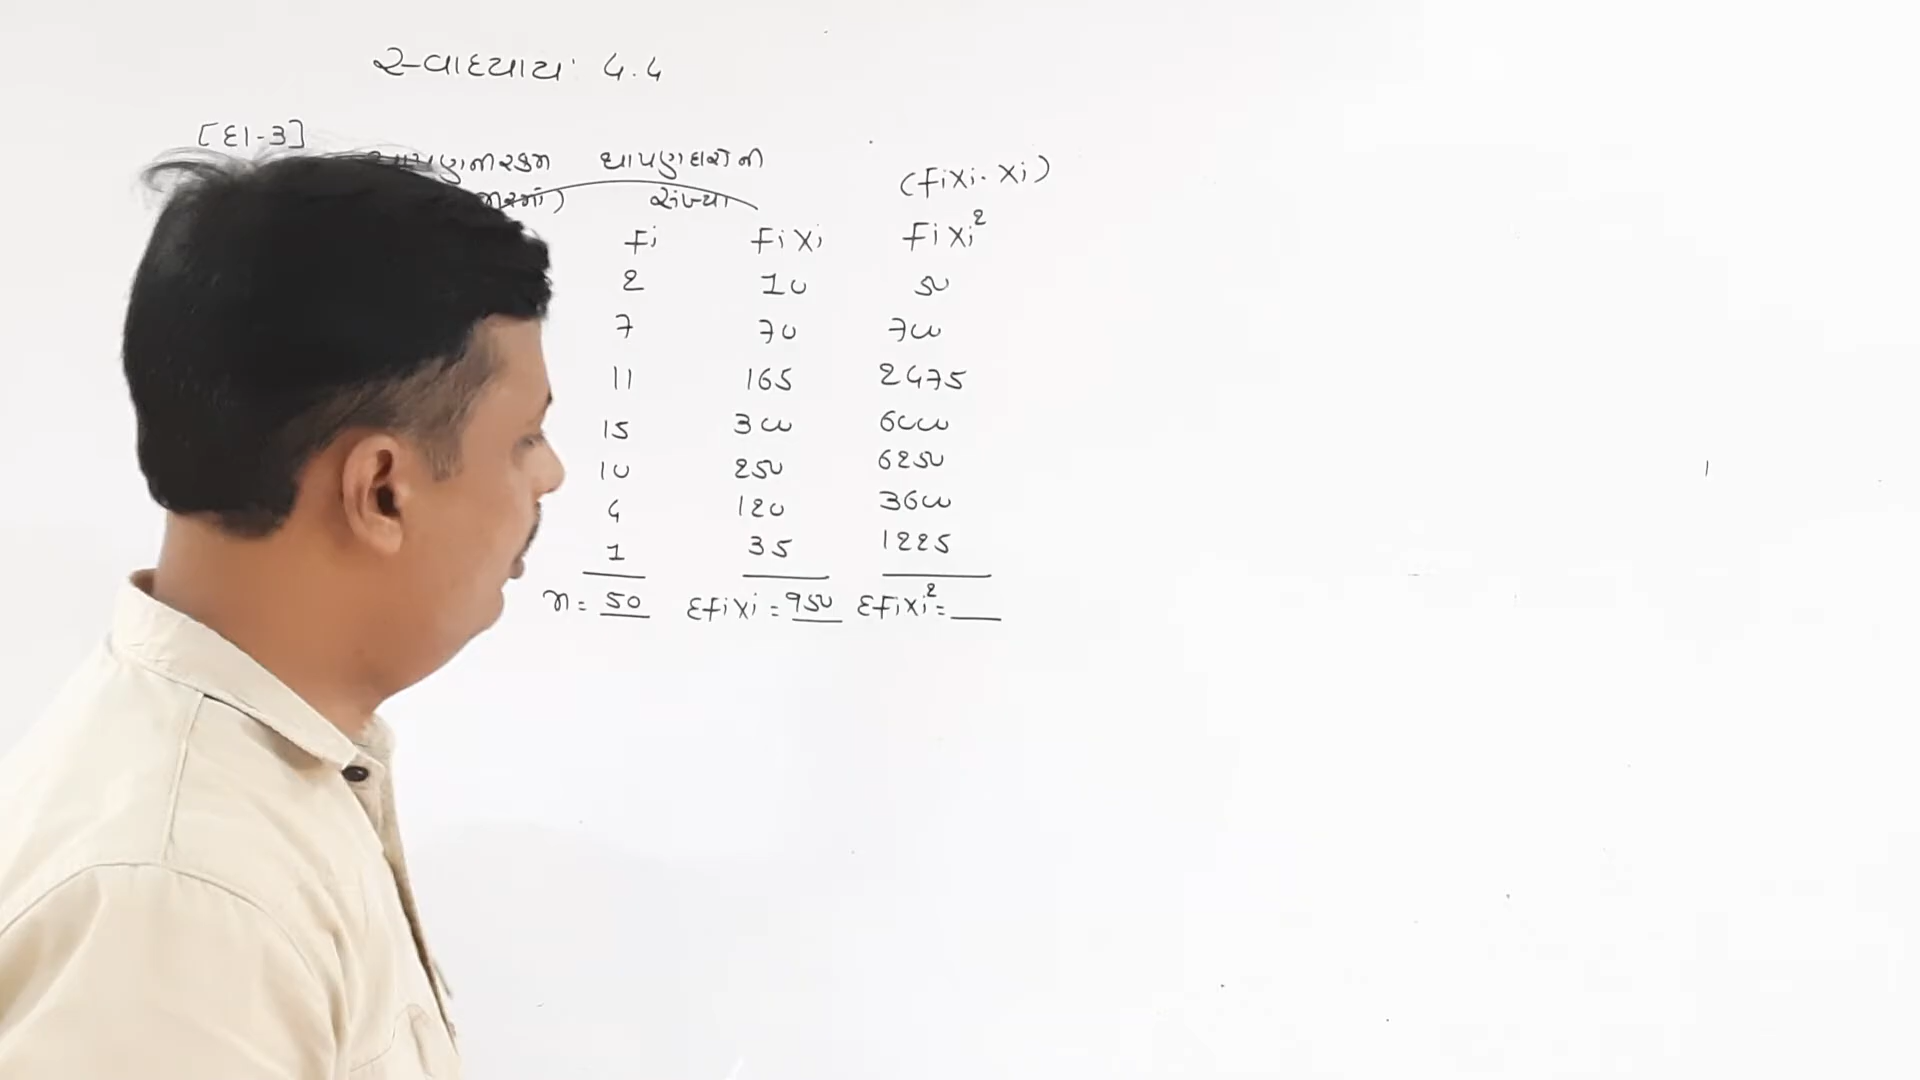 સ્વાધ્યાય: 4.4
[દા-3]
થાપણદારોની
સંખ્યા
(fixi. xi)
fi fixi fixi²
2 10 50
7 70 700
11 165 2475
15 300 6000
10 250 6250
4 120 3600
1 35 1225
n = 50 Σfixi = 950 Σfixi² =